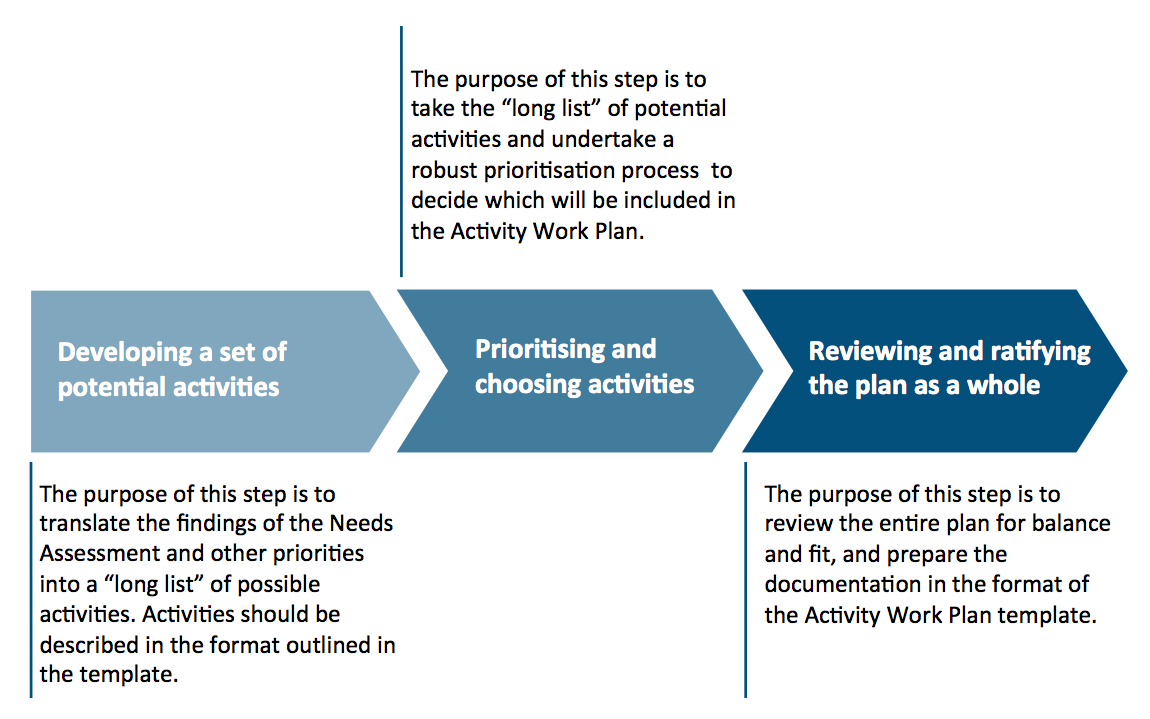 The purpose of this step is to
take the “long list” of potential
activities and undertake a
robust prioritisation process  to
decide which will be included in
the Activity Work Plan.
Developing a set of
potential activities
Prioritising and
choosing activities
Reviewing and ratifying
the plan as a whole
The purpose of this step is to
translate the findings of the Needs
Assessment and other priorities
into a “long list” of possible
activities. Activities should be
described in the format outlined in
the template.
The purpose of this step is to
review the entire plan for balance
and fit, and prepare the
documentation in the format of
the Activity Work Plan template.